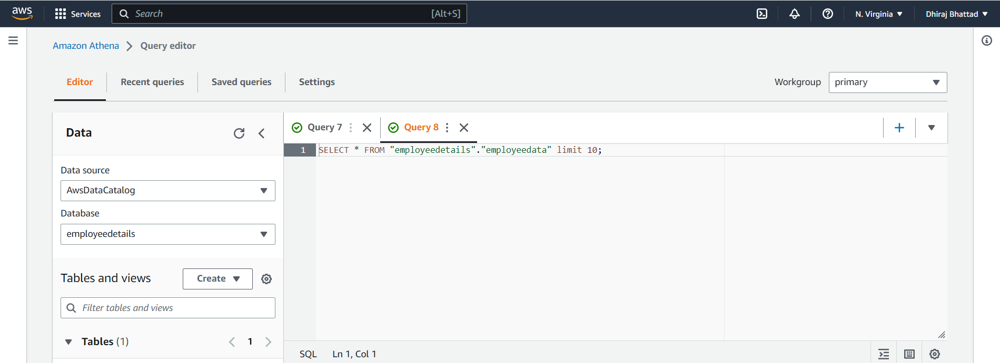 aws
Services
Search
[Alt+S]
N. Virginia
Dhiraj Bhattad
Amazon Athena
Query editor
Editor
Recent queries
Saved queries
Settings
Workgroup
primary
Data
Data source
AwsDataCatalog
Database
employeedetails
Tables and views
Create
Filter tables and views
Tables (1)
1
Query 7
Query 8
1
SELECT * FROM "employeedetails"."employeedata" limit 10;
SQL
Ln 1, Col 1